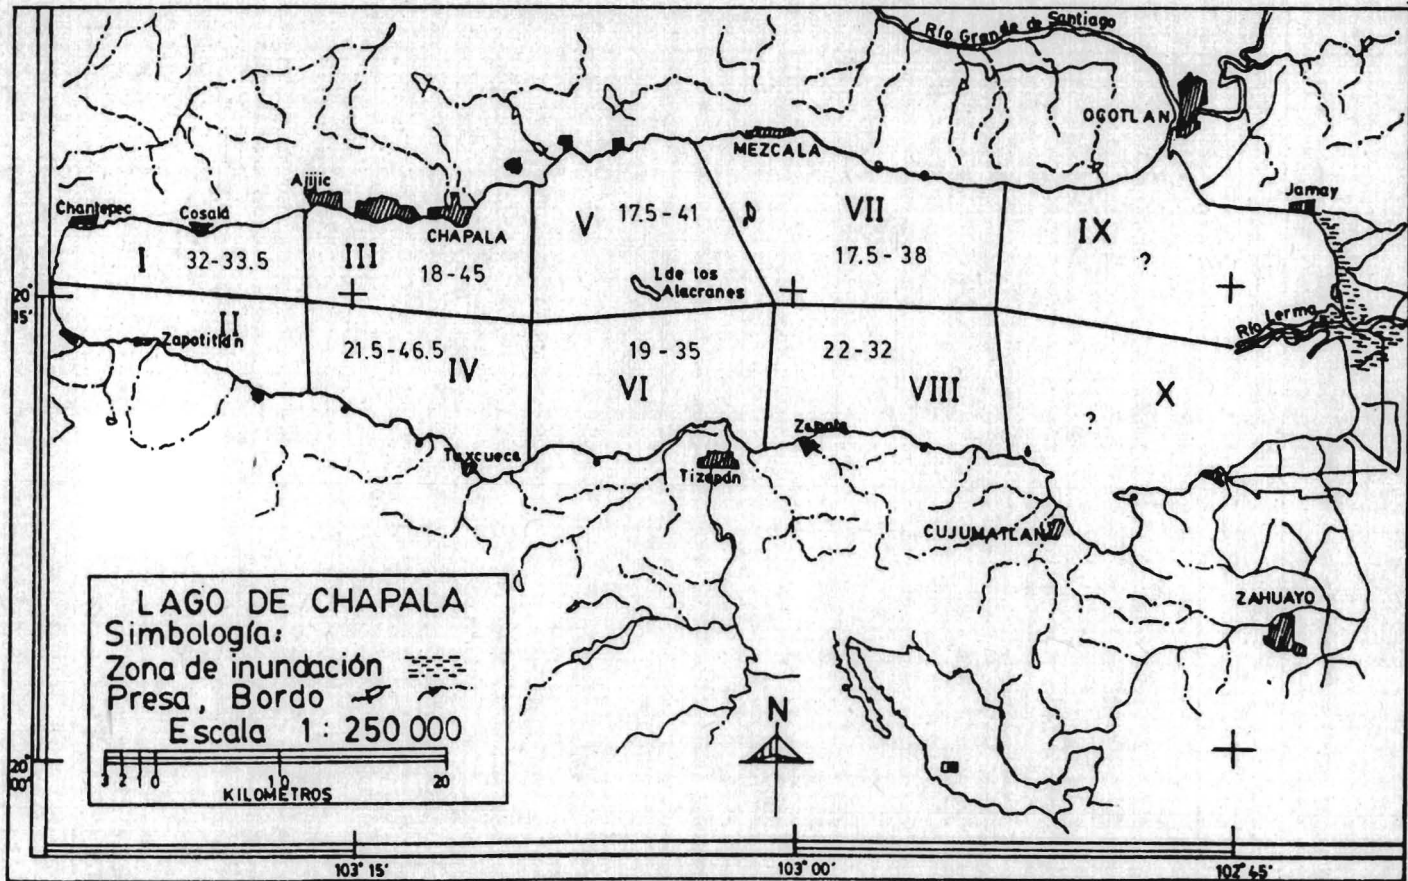 Río Grande de Santiago
OCOTLAN
MEZCALA
Jamay
Ajijic
Chantepec
Cosalá
CHAPALA
I 32-33.5
III
18-45
V 17.5-41
VII
17.5-38
IX
?
I. de los
Alacranes
20°
15'
Río Lerma
II
Zapotitlán
21.5-46.5
IV
19-35
VI
22-32
VIII
X
?
Tuxcueca
Tizapán
Zapata
CUJUMATLAN
ZAHUAYO
LAGO DE CHAPALA
Simbología:
Zona de inundación
Presa, Bordo
Escala 1: 250 000
3 2 1 0 10 20
KILOMETROS
N
20°
00'
103° 15'
103° 00'
102° 45'